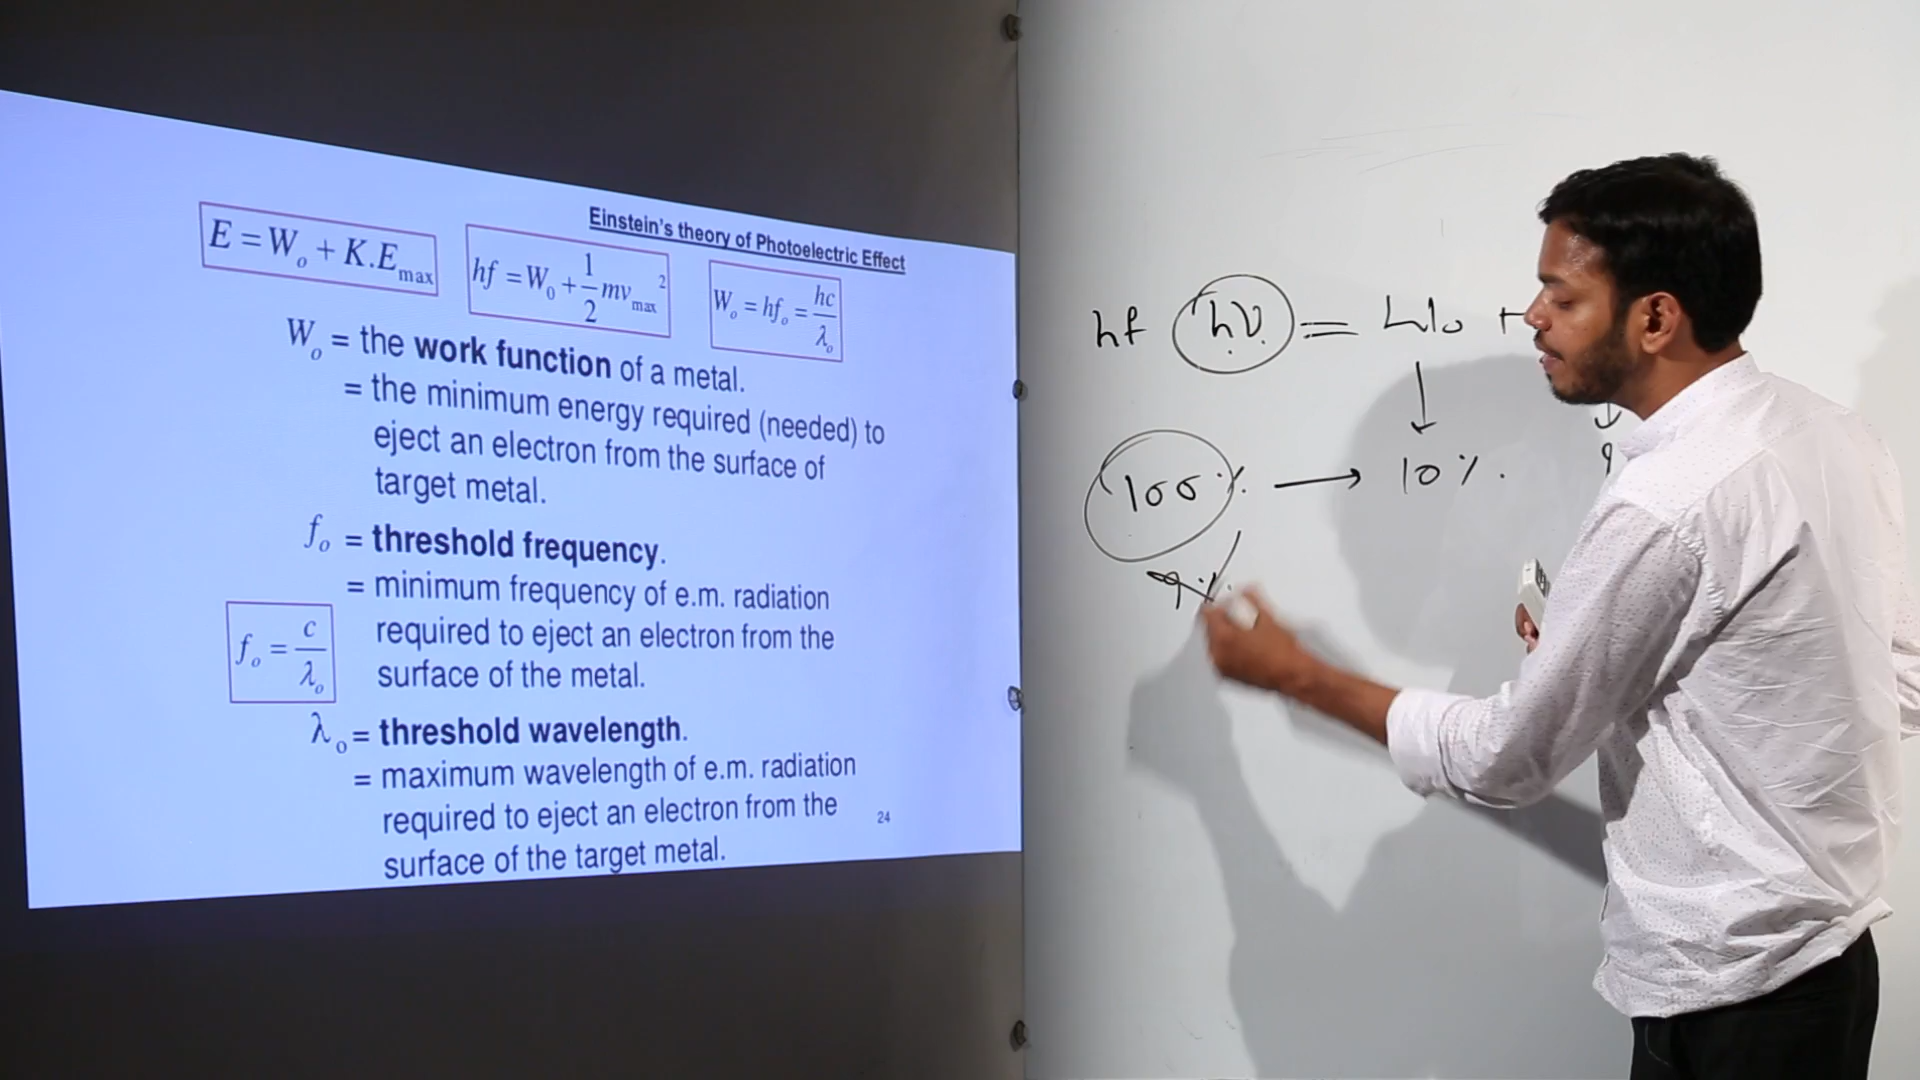 Einstein's theory of Photoelectric Effect
E = W_o + K.E_max
hf = W_0 + 1/2 mv_max^2
W_o = hf_o = hc/λ_o
W_o = the work function of a metal.
= the minimum energy required (needed) to
eject an electron from the surface of
target metal.
f_o = threshold frequency.
= minimum frequency of e.m. radiation
required to eject an electron from the
surface of the metal.
f_o = c/λ_o
λ_o = threshold wavelength.
= maximum wavelength of e.m. radiation
required to eject an electron from the
surface of the target metal.
24
hf hν = +
100% → 10%.
9%